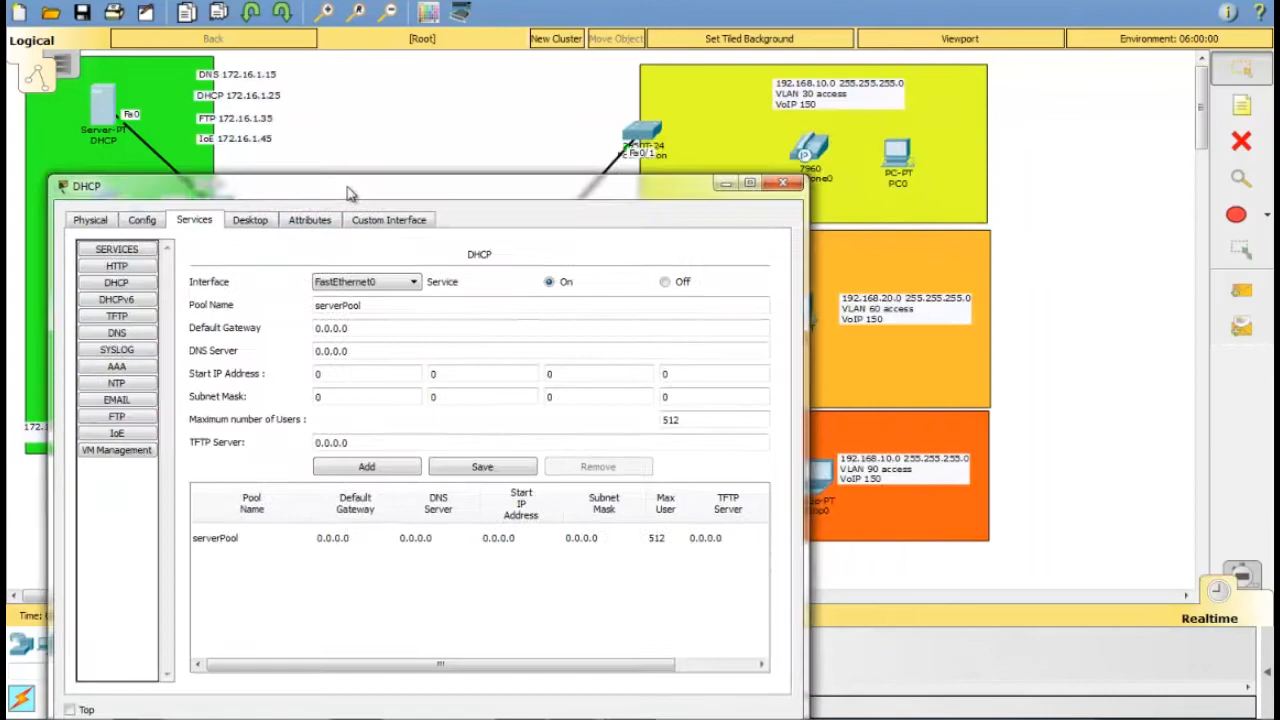 Logical
Back
[Root]
New Cluster
Move Object
Set Tiled Background
Viewport
Environment: 06:00:00
DNS 172.16.1.15
DHCP 172.16.1.25
FTP 172.16.1.35
IoE 172.16.1.45
Fa0
Server-PT
DHCP
192.168.10.0 255.255.255.0
VLAN 30 access
VoIP 150
Fa0/1
7960
PC-PT
PC0
192.168.20.0 255.255.255.0
VLAN 60 access
VoIP 150
192.168.10.0 255.255.255.0
VLAN 90 access
VoIP 150
172.
DHCP
Physical
Config
Services
Desktop
Attributes
Custom Interface
SERVICES
HTTP
DHCP
DHCPv6
TFTP
DNS
SYSLOG
AAA
NTP
EMAIL
FTP
IoE
VM Management
DHCP
Interface FastEthernet0 Service On Off
Pool Name serverPool
Default Gateway 0.0.0.0
DNS Server 0.0.0.0
Start IP Address : 0 0 0 0
Subnet Mask: 0 0 0 0
Maximum number of Users : 512
TFTP Server: 0.0.0.0
Add Save Remove
Pool Name Default Gateway DNS Server Start IP Address Subnet Mask Max User TFTP Server
serverPool 0.0.0.0 0.0.0.0 0.0.0.0 0.0.0.0 512 0.0.0.0
Top
Time:
Realtime